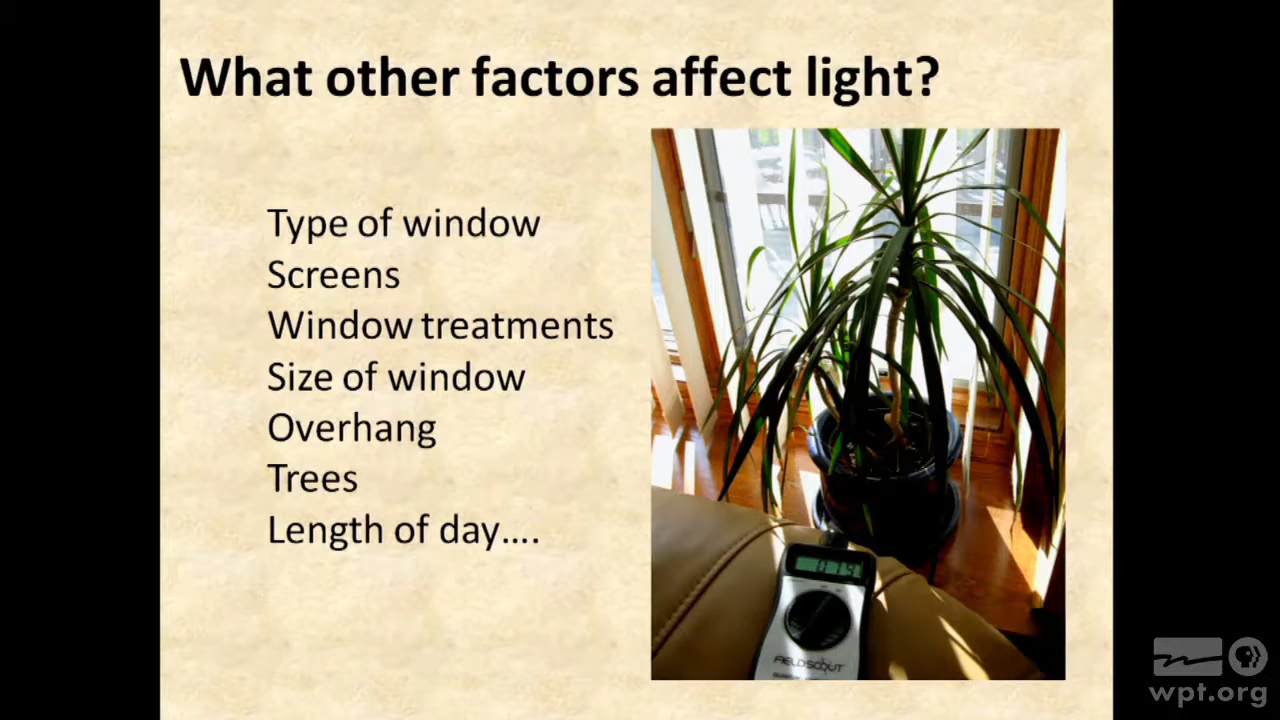 What other factors affect light?
Type of window
Screens
Window treatments
Size of window
Overhang
Trees
Length of day....
FIELDSCOUT
wpt.org